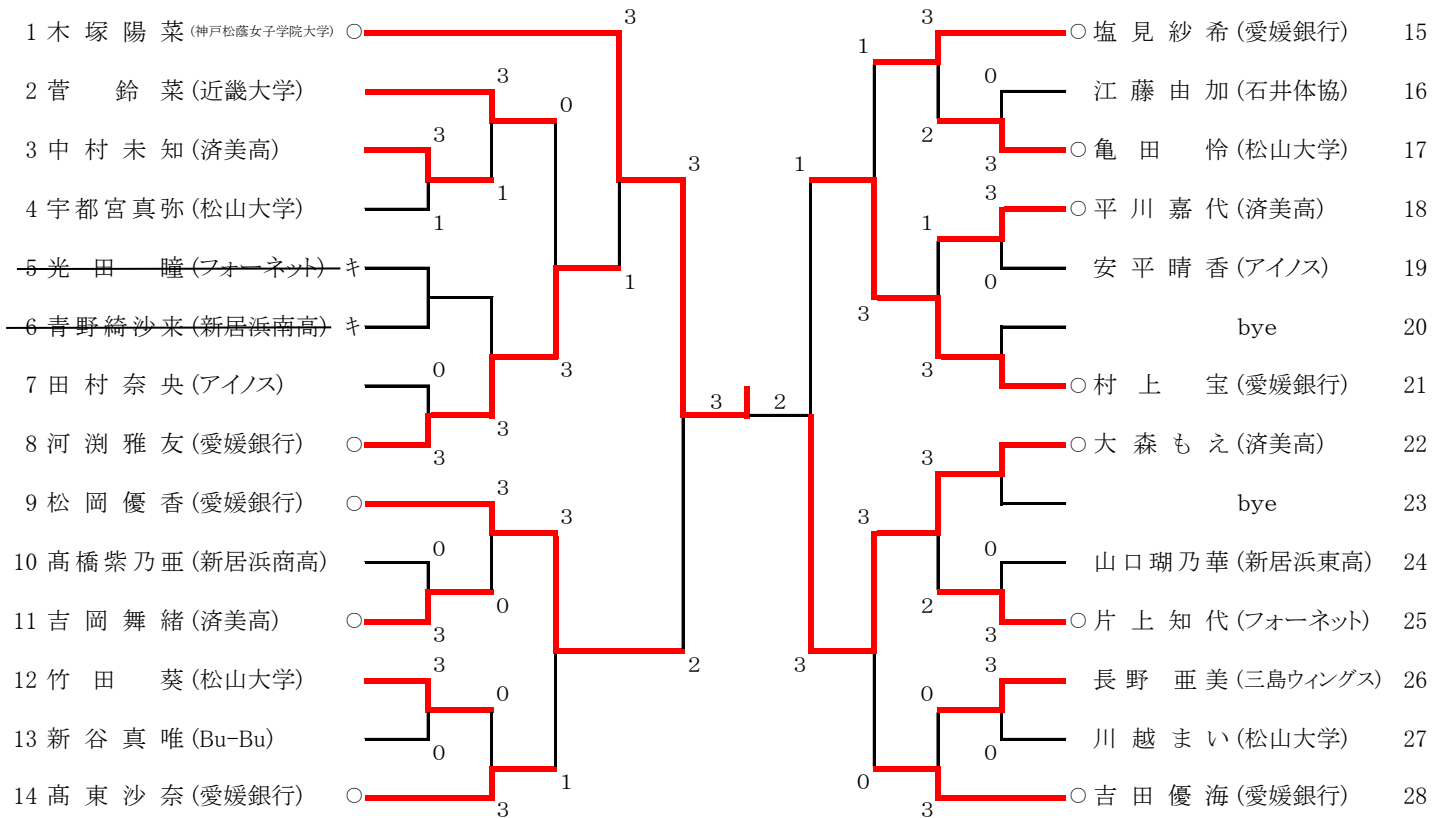 1 木塚陽菜 (神戸松蔭女子学院大学) ○
2 菅 鈴菜 (近畿大学)
3 中村未知 (済美高)
4 宇都宮真弥 (松山大学)
5 光田 瞳 (フォーネット) キ
6 青野綺沙来 (新居浜南高) キ
7 田村奈央 (アイノス)
8 河渕雅友 (愛媛銀行) ○
9 松岡優香 (愛媛銀行) ○
10 髙橋紫乃亜 (新居浜商高)
11 吉岡舞緒 (済美高) ○
12 竹田 葵 (松山大学)
13 新谷真唯 (Bu-Bu)
14 髙東沙奈 (愛媛銀行) ○
3
3
0
3
1
1
3
1
0
3
3
3
3
3
0
0
3
2
3
0
0
1
3
3 2
3
1
○ 塩見紗希 (愛媛銀行) 15
0
江藤由加 (石井体協) 16
2
○ 亀田 怜 (松山大学) 17
3
1
3
○ 平川嘉代 (済美高) 18
1
安平晴香 (アイノス) 19
0
3
bye 20
3
○ 村上 宝 (愛媛銀行) 21
3
○ 大森もえ (済美高) 22
bye 23
3
0
山口瑚乃華 (新居浜東高) 24
2
○ 片上知代 (フォーネット) 25
3
3
3
長野亜美 (三島ウィングス) 26
0
川越まい (松山大学) 27
0
0
○ 吉田優海 (愛媛銀行) 28
3